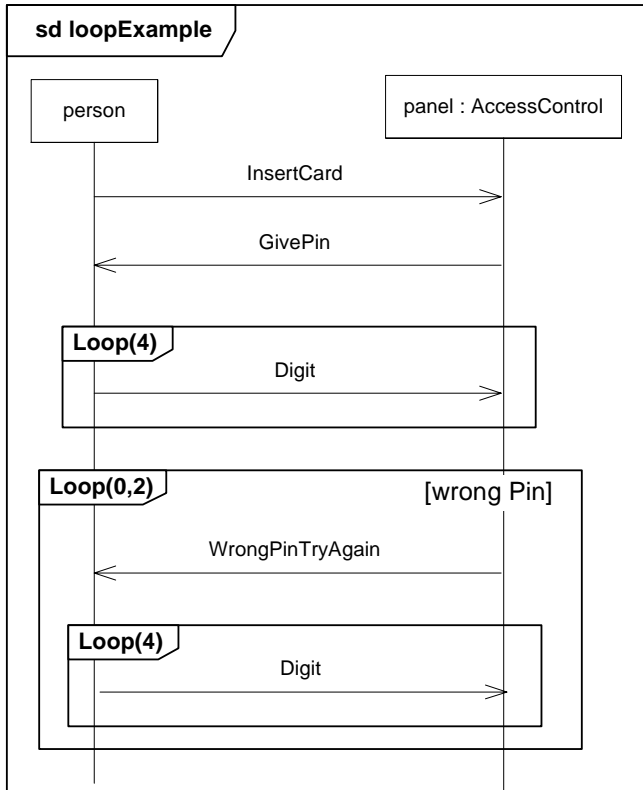 sd loopExample
person
panel : AccessControl
InsertCard
GivePin
Loop(4)
Digit
Loop(0,2)
[wrong Pin]
WrongPinTryAgain
Loop(4)
Digit